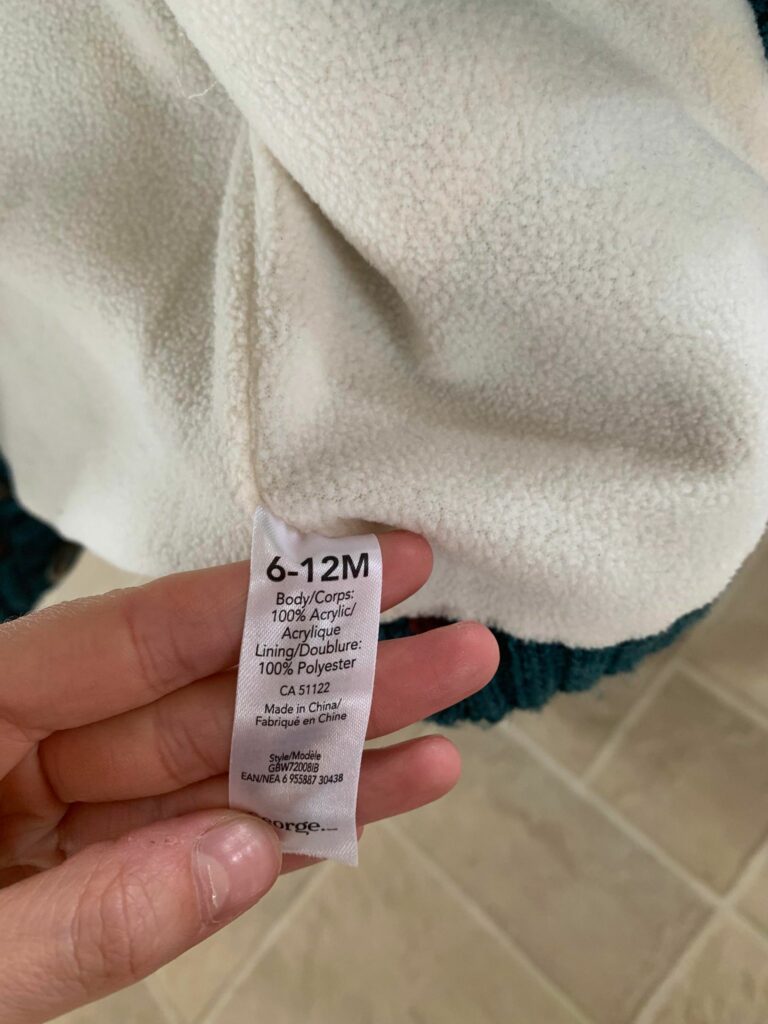 6-12M
Body/Corps:
100% Acrylic/
Acrylique
Lining/Doublure:
100% Polyester
CA 51122
Made in China/
Fabriqué en Chine
Style/Modèle
GBW72008IB
EAN/NEA 6 955887 30438